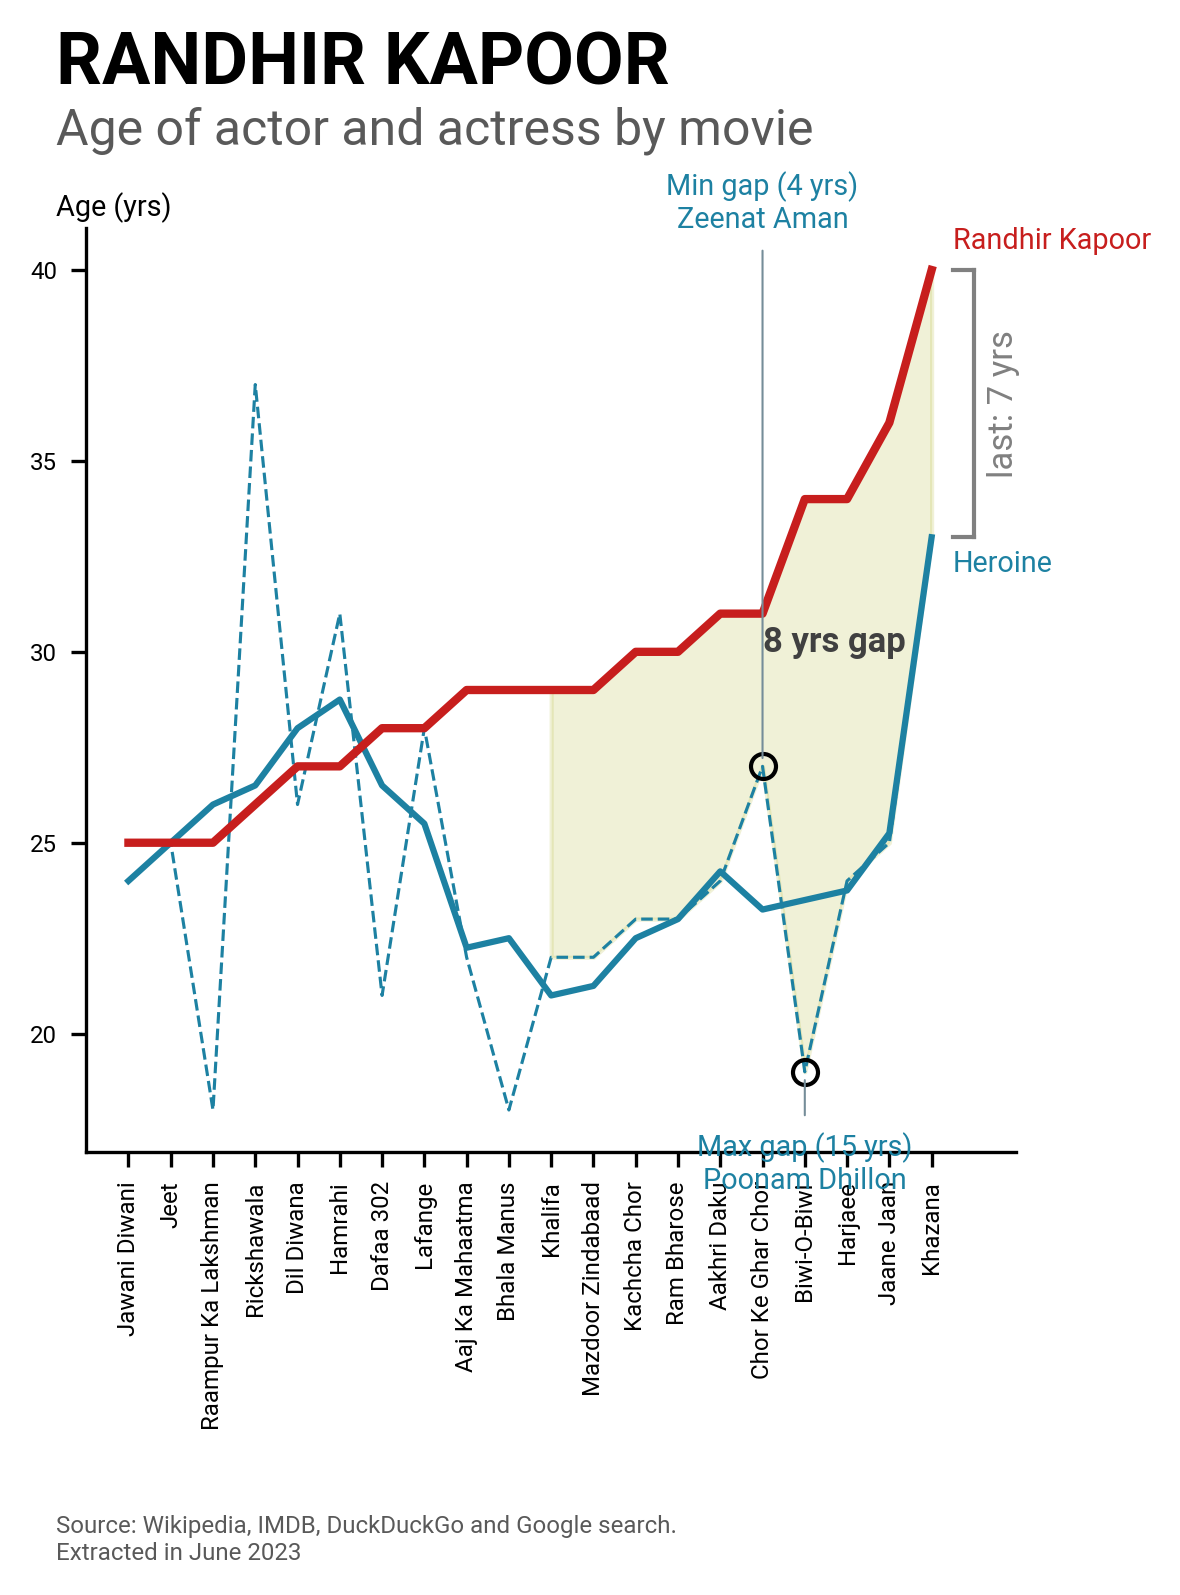 RANDHIR KAPOOR
Age of actor and actress by movie
Min gap (4 yrs)
Zeenat Aman
Age (yrs)
Randhir Kapoor
40
last: 7 yrs
35
Heroine
8 yrs gap
30
25
20
Max gap (15 yrs)
Poonam Dhillon
Jawani Diwani
Jeet
Raampur Ka Lakshman
Rickshawala
Dil Diwana
Hamrahi
Dafaa 302
Lafange
Aaj Ka Mahaatma
Bhala Manus
Khalifa
Mazdoor Zindabaad
Kachcha Chor
Ram Bharose
Aakhri Daku
Chor Ke Ghar Chor
Biwi-O-Biwi
Harjaee
Jaane Jaan
Khazana
Source: Wikipedia, IMDB, DuckDuckGo and Google search.
Extracted in June 2023